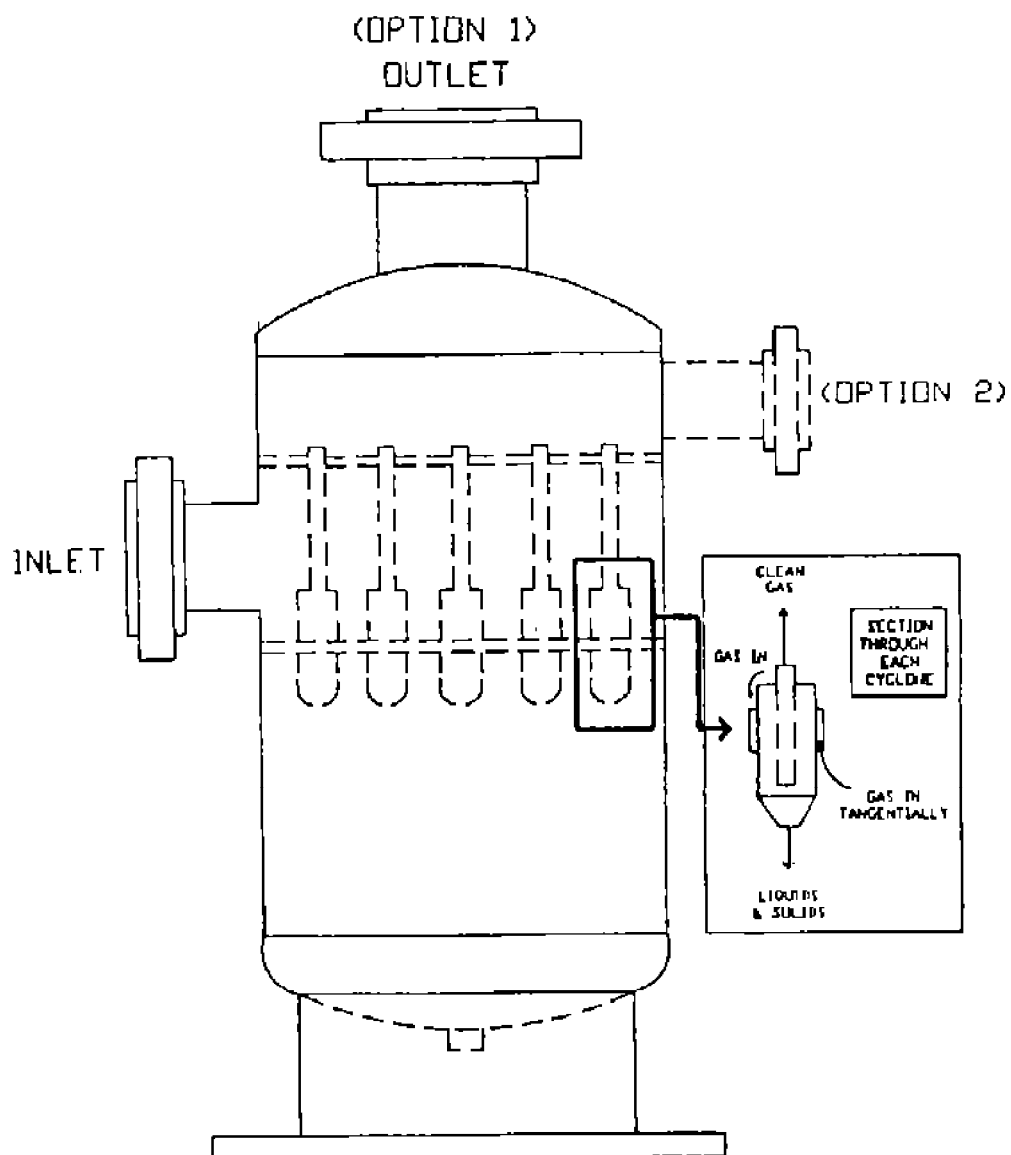 (OPTION 1)
OUTLET
(OPTION 2)
INLET
CLEAN
GAS
SECTION
THROUGH
EACH
CYCLONE
GAS IN
GAS IN
TANGENTIALLY
LIQUIDS
& SOLIDS